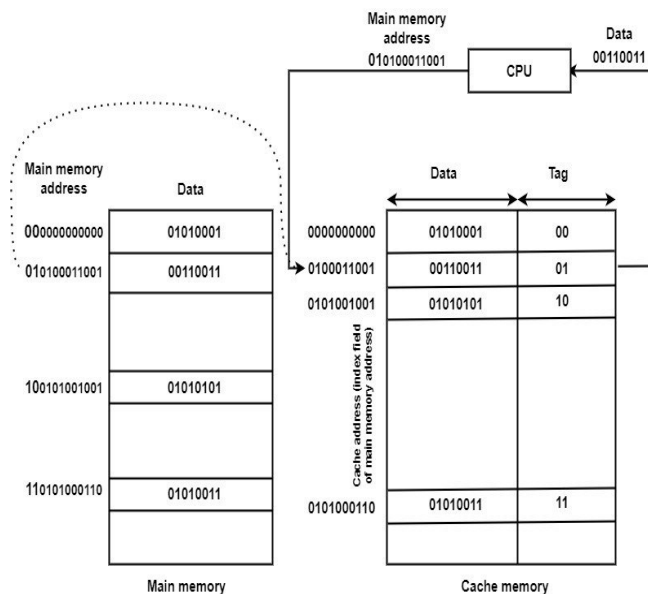 Main memory
address
010100011001
CPU
Data
00110011
Main memory
address
Data
000000000000
01010001
010100011001
00110011
100101001001
01010101
110101000110
01010011
Main memory
Data
Tag
0000000000
01010001
00
0100011001
00110011
01
0101001001
01010101
10
Cache address (index field
of main memory address)
0101000110
01010011
11
Cache memory